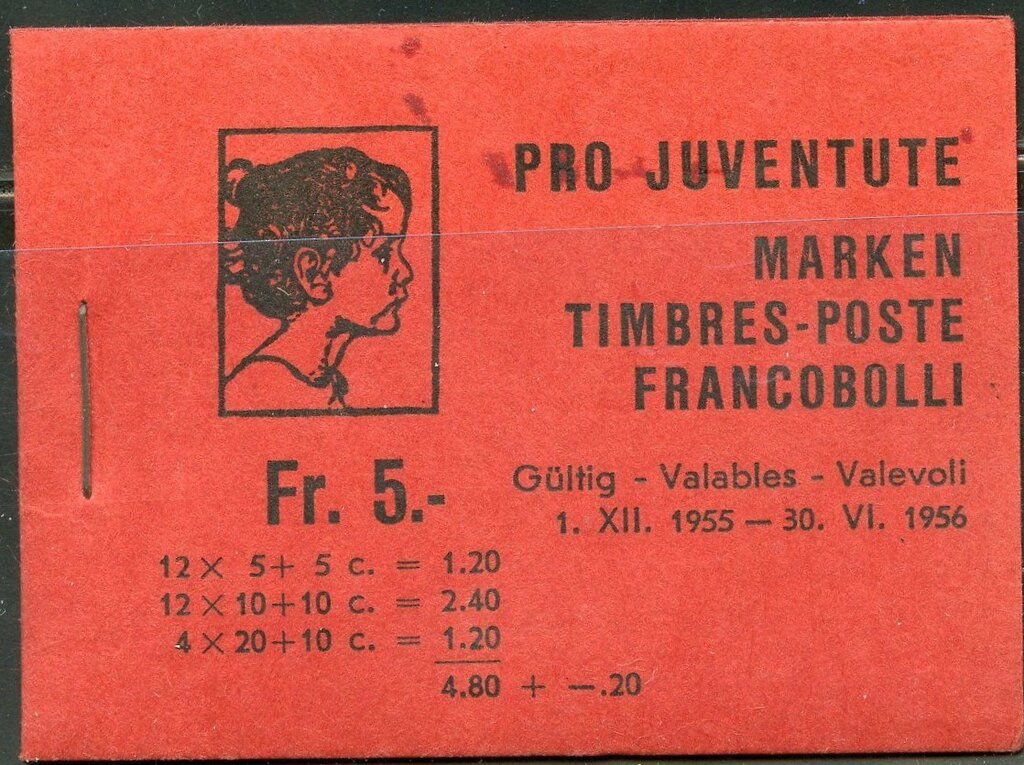 PRO JUVENTUTE
MARKEN
TIMBRES-POSTE
FRANCOBOLLI
Gültig - Valables - Valevoli
1. XII. 1955 — 30. VI. 1956
Fr. 5.-
12 × 5 + 5 c. = 1.20
12 × 10 + 10 c. = 2.40
4 × 20 + 10 c. = 1.20
4.80 + —.20